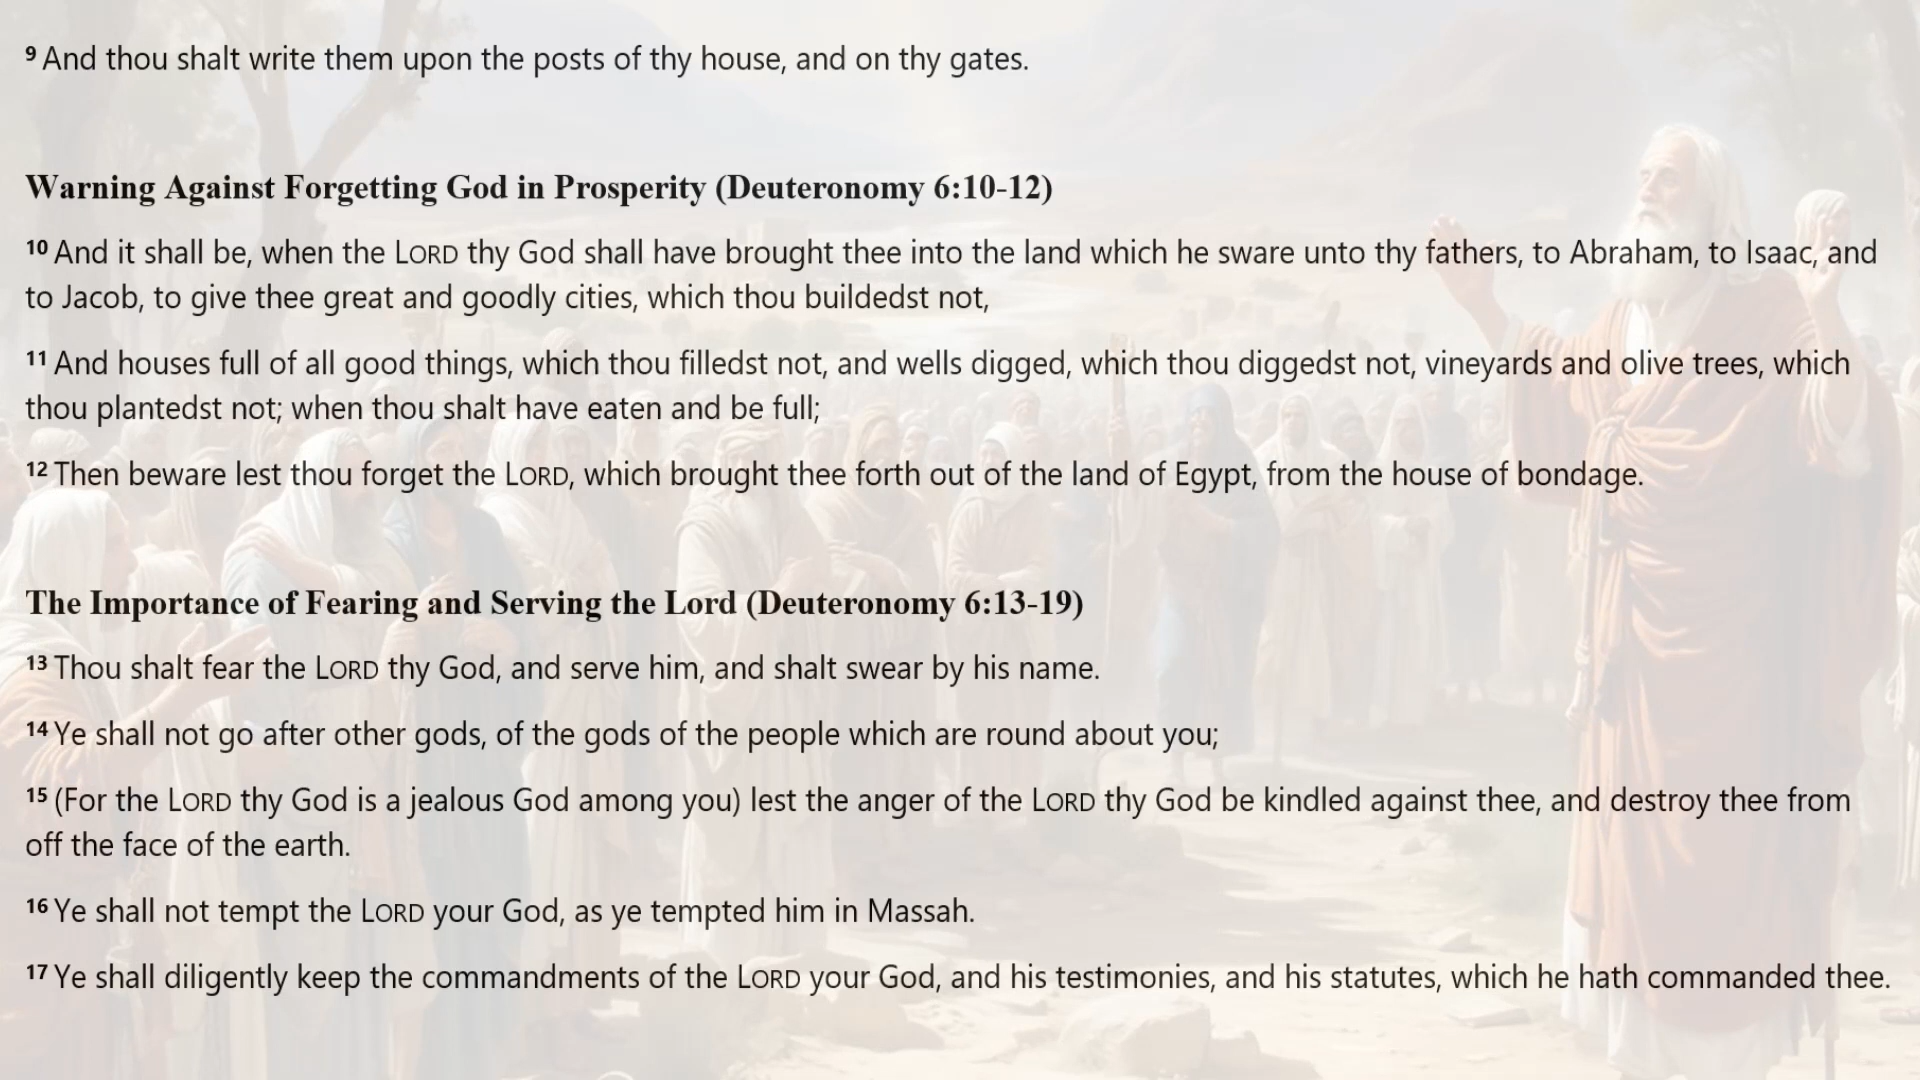 9 And thou shalt write them upon the posts of thy house, and on thy gates.
Warning Against Forgetting God in Prosperity (Deuteronomy 6:10-12)
10 And it shall be, when the LORD thy God shall have brought thee into the land which he sware unto thy fathers, to Abraham, to Isaac, and
to Jacob, to give thee great and goodly cities, which thou buildedst not,
11 And houses full of all good things, which thou filledst not, and wells digged, which thou diggedst not, vineyards and olive trees, which
thou plantedst not; when thou shalt have eaten and be full;
12 Then beware lest thou forget the LORD, which brought thee forth out of the land of Egypt, from the house of bondage.
The Importance of Fearing and Serving the Lord (Deuteronomy 6:13-19)
13 Thou shalt fear the LORD thy God, and serve him, and shalt swear by his name.
14 Ye shall not go after other gods, of the gods of the people which are round about you;
15 (For the LORD thy God is a jealous God among you) lest the anger of the LORD thy God be kindled against thee, and destroy thee from
off the face of the earth.
16 Ye shall not tempt the LORD your God, as ye tempted him in Massah.
17 Ye shall diligently keep the commandments of the LORD your God, and his testimonies, and his statutes, which he hath commanded thee.